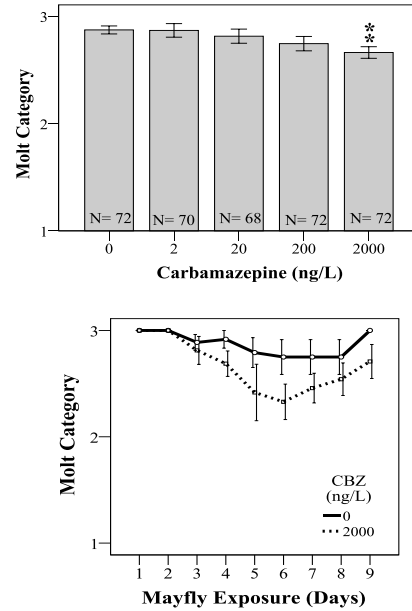 3
**
2
Molt Category
N= 72 N= 70 N= 68 N= 72 N= 72
1
0 2 20 200 2000
Carbamazepine (ng/L)
3
2
Molt Category
CBZ
(ng/L)
0
2000
1
1 2 3 4 5 6 7 8 9
Mayfly Exposure (Days)